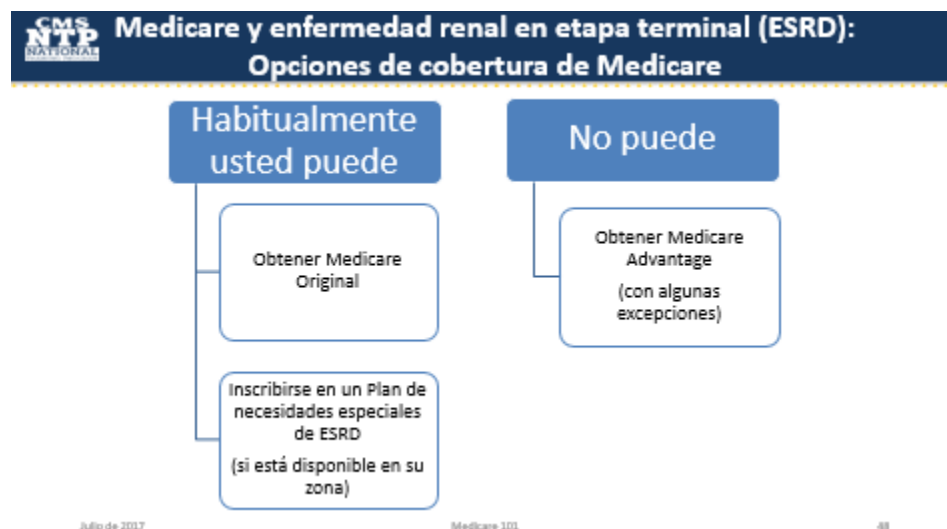 CMS
NTP
NATIONAL
Medicare y enfermedad renal en etapa terminal (ESRD):
Opciones de cobertura de Medicare
Habitualmente
usted puede
Obtener Medicare
Original
Inscribirse en un Plan de
necesidades especiales
de ESRD
(si está disponible en su
zona)
No puede
Obtener Medicare
Advantage
(con algunas
excepciones)
Julio de 2017
Medicare 101
48